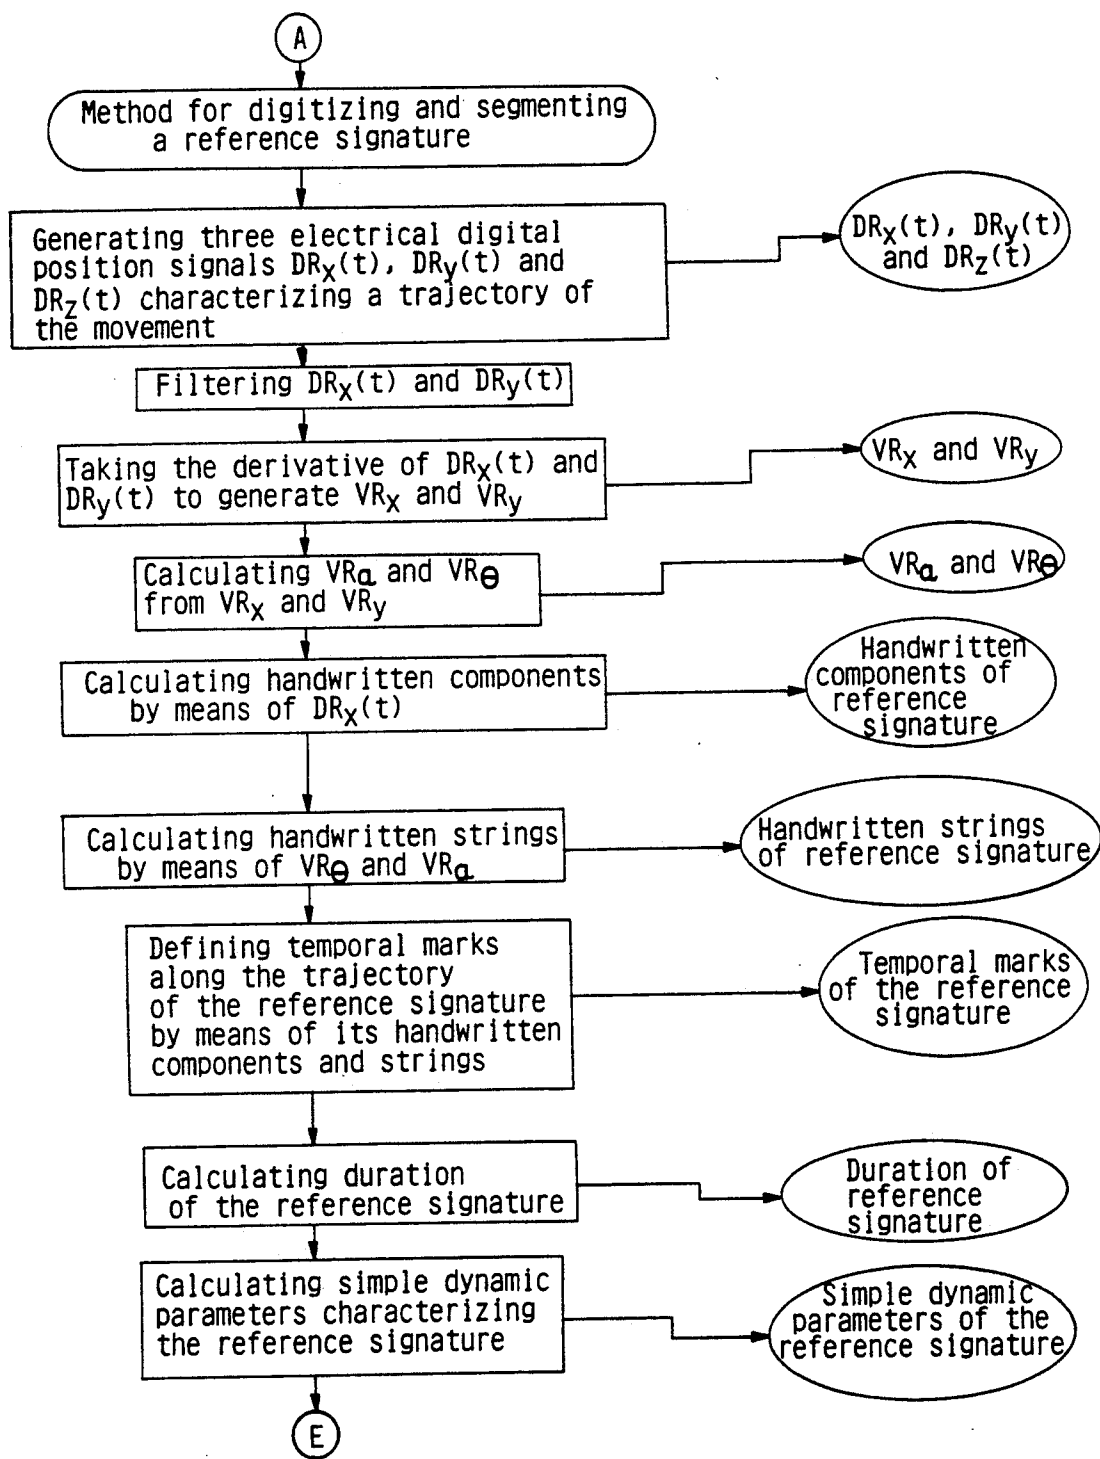 A
Method for digitizing and segmenting
a reference signature
Generating three electrical digital
position signals DRx(t), DRy(t) and
DRz(t) characterizing a trajectory of
the movement
DRx(t), DRy(t)
and DRz(t)
Filtering DRx(t) and DRy(t)
Taking the derivative of DRx(t) and
DRy(t) to generate VRx and VRy
VRx and VRy
Calculating VRa and VRθ
from VRx and VRy
VRa and VRθ
Calculating handwritten components
by means of DRx(t)
Handwritten
components of
reference
signature
Calculating handwritten strings
by means of VRθ and VRa
Handwritten strings
of reference signature
Defining temporal marks
along the trajectory
of the reference signature
by means of its handwritten
components and strings
Temporal marks
of the reference
signature
Calculating duration
of the reference signature
Duration of
reference
signature
Calculating simple dynamic
parameters characterizing
the reference signature
Simple dynamic
parameters of the
reference signature
E